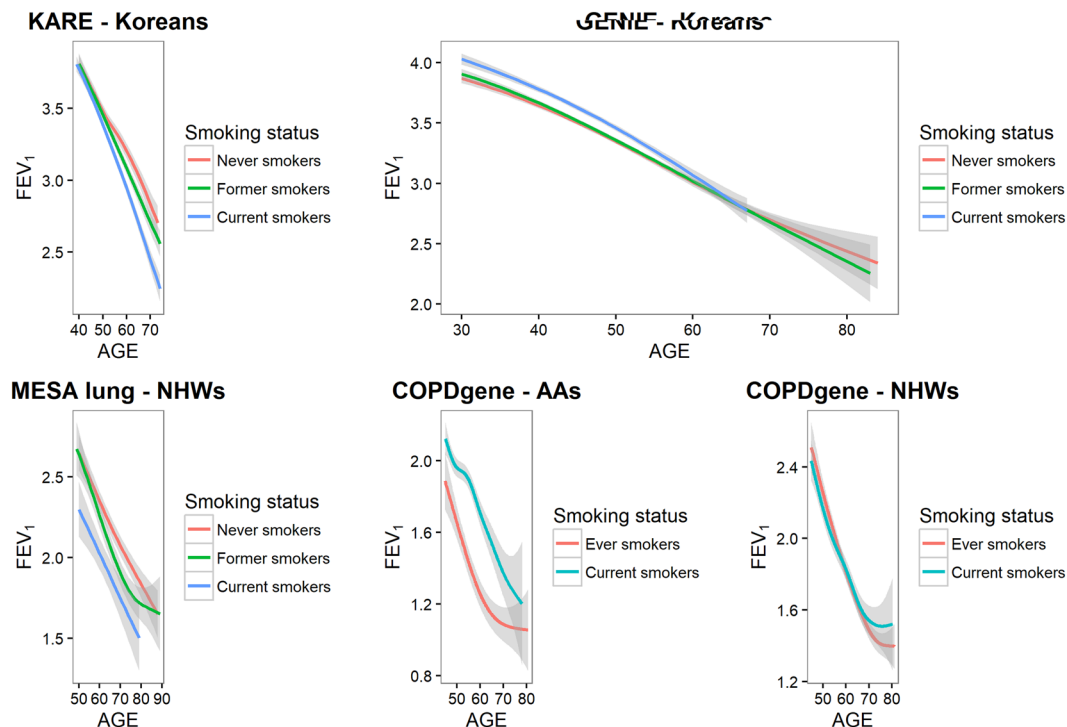 KARE - Koreans
4.0
3.5
3.0
2.5
2.0
3.5
3.0
2.5
FEV1
40 50 60 70
AGE
Smoking status
Never smokers
Former smokers
Current smokers
FEV1
30 40 50 60 70 80
AGE
Smoking status
Never smokers
Former smokers
Current smokers
MESA lung - NHWs
2.5
2.0
1.5
FEV1
50 60 70 80 90
AGE
Smoking status
Never smokers
Former smokers
Current smokers
COPDgene - AAs
2.0
1.6
1.2
0.8
FEV1
50 60 70 80
AGE
Smoking status
Ever smokers
Current smokers
COPDgene - NHWs
2.4
2.0
1.6
1.2
FEV1
50 60 70 80
AGE
Smoking status
Ever smokers
Current smokers